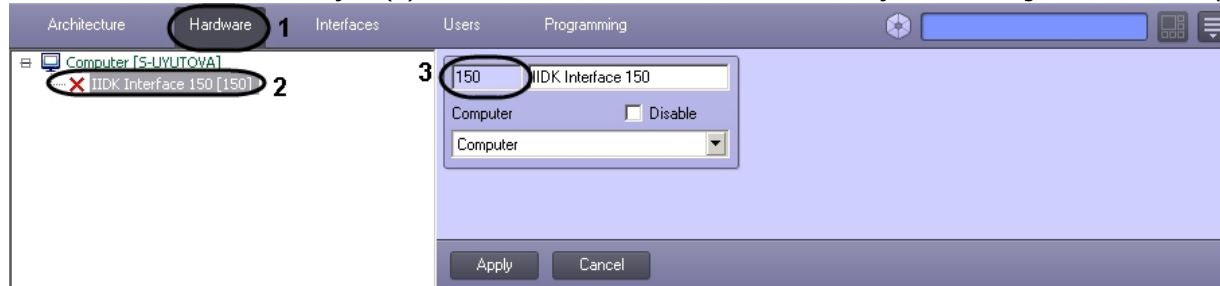 Architecture Hardware 1 Interfaces Users Programming
Computer [S-UYUTOVA]
IIDK Interface 150 [150] 2
3 150 IIDK Interface 150
Computer Disable
Computer
Apply Cancel